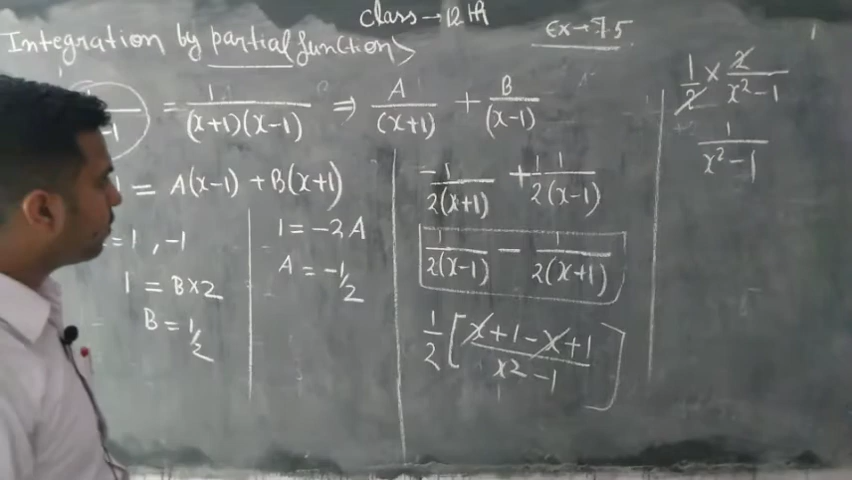 class → 12th
Ex → 7.5
Integration by partial function
-1 = 1/((x+1)(x-1)) ⇒ A/(x+1) + B/(x-1)
1 = A(x-1) + B(x+1)
= 1, -1
1 = B×2
B = 1/2
1 = -2A
A = -1/2
-1/(2(x+1)) + 1/(2(x-1))
1/(2(x-1)) - 1/(2(x+1))
1/2 [(x+1-x+1)/(x²-1)]
1/2 × 2/(x²-1)
1/(x²-1)